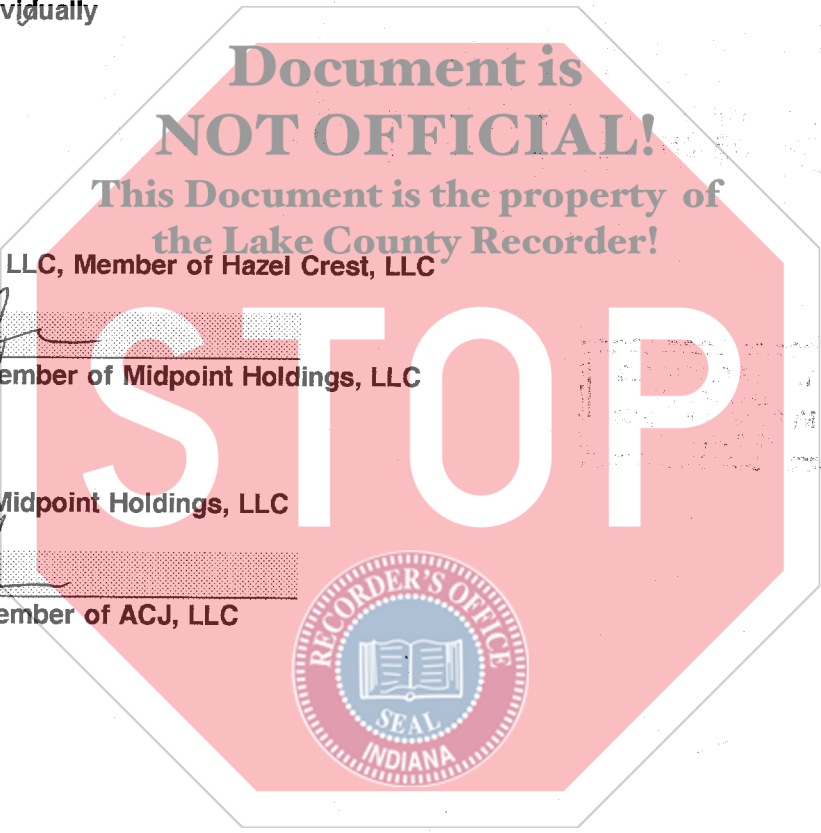 vidually
Document is
NOT OFFICIAL!
This Document is the property of
the Lake County Recorder!
LLC, Member of Hazel Crest, LLC
ember of Midpoint Holdings, LLC
STOP
Midpoint Holdings, LLC
ember of ACJ, LLC
RECORDER'S OFFICE
SEAL
INDIANA